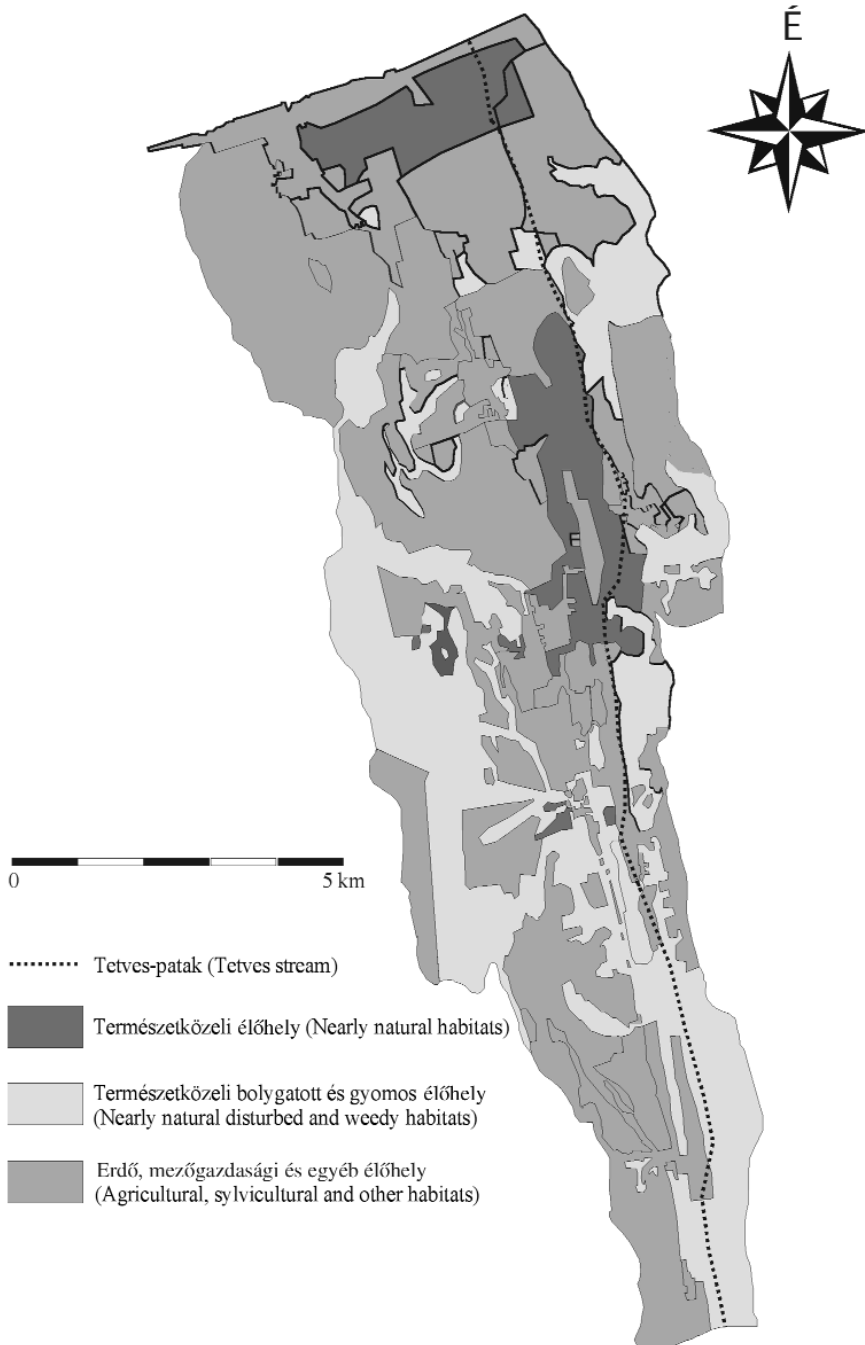 É
0 5 km
Tetves-patak (Tetves stream)
Természetközeli élőhely (Nearly natural habitats)
Természetközeli bolygatott és gyomos élőhely
(Nearly natural disturbed and weedy habitats)
Erdő, mezőgazdasági és egyéb élőhely
(Agricultural, sylvicultural and other habitats)